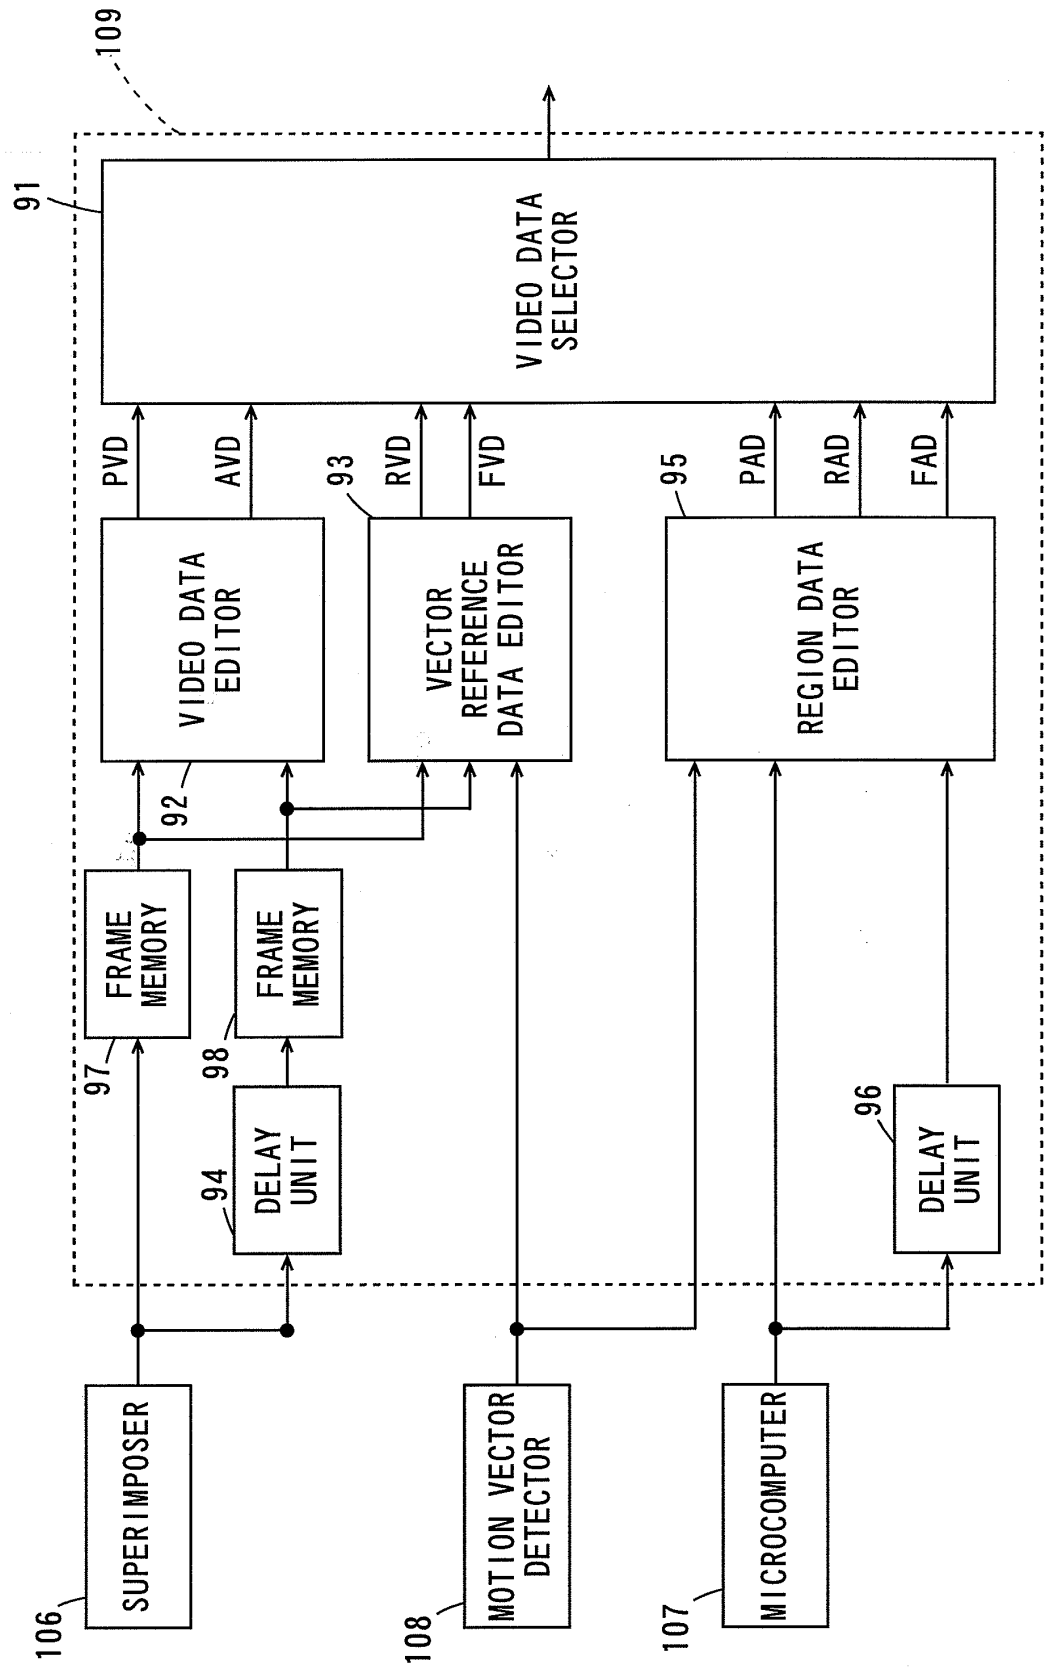 109
91
VIDEO DATA
SELECTOR
PVD
AVD
RVD
FVD
PAD
RAD
FAD
93
95
VIDEO DATA
EDITOR
92
VECTOR
REFERENCE
DATA EDITOR
REGION DATA
EDITOR
FRAME
MEMORY
97
FRAME
MEMORY
98
DELAY
UNIT
94
DELAY
UNIT
96
SUPERIMPOSER
106
MOTION VECTOR
DETECTOR
108
MICROCOMPUTER
107